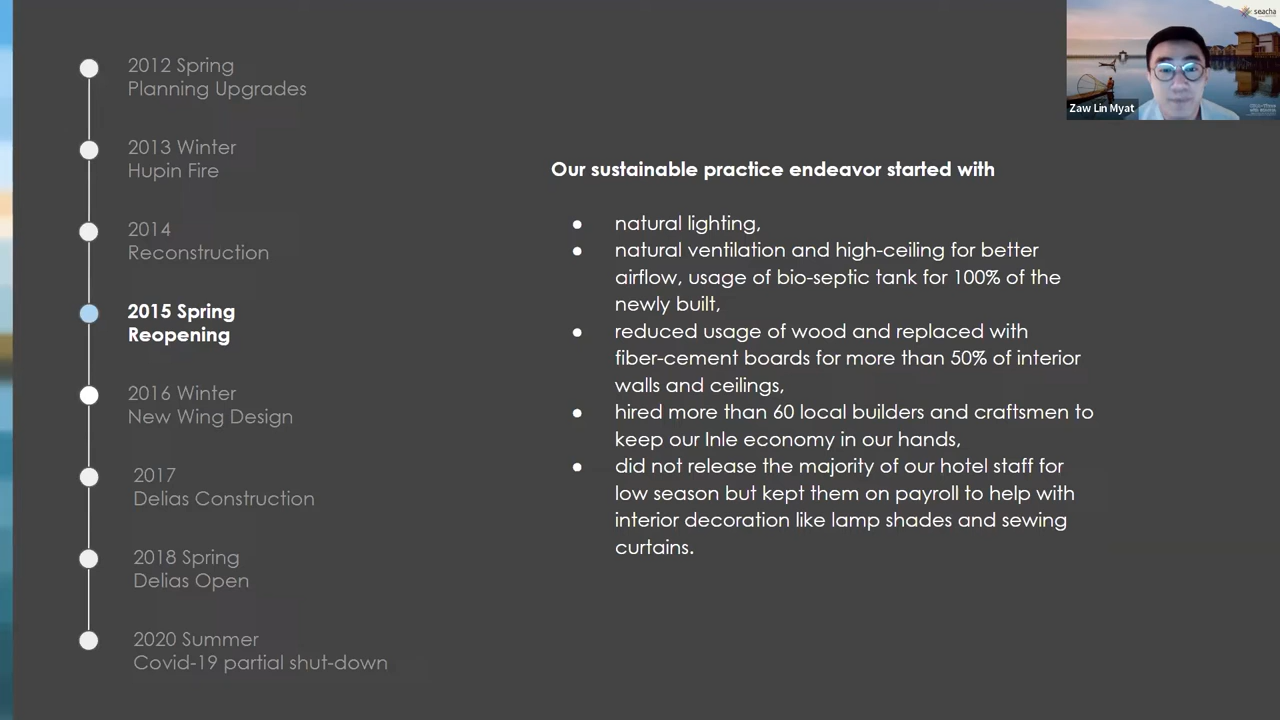 2012 Spring
Planning Upgrades
2013 Winter
Hupin Fire
2014
Reconstruction
2015 Spring
Reopening
2016 Winter
New Wing Design
2017
Delias Construction
2018 Spring
Delias Open
2020 Summer
Covid-19 partial shut-down
Our sustainable practice endeavor started with
● natural lighting,
● natural ventilation and high-ceiling for better
airflow, usage of bio-septic tank for 100% of the
newly built,
● reduced usage of wood and replaced with
fiber-cement boards for more than 50% of interior
walls and ceilings,
● hired more than 60 local builders and craftsmen to
keep our Inle economy in our hands,
● did not release the majority of our hotel staff for
low season but kept them on payroll to help with
interior decoration like lamp shades and sewing
curtains.
seacha
Zaw Lin Myat